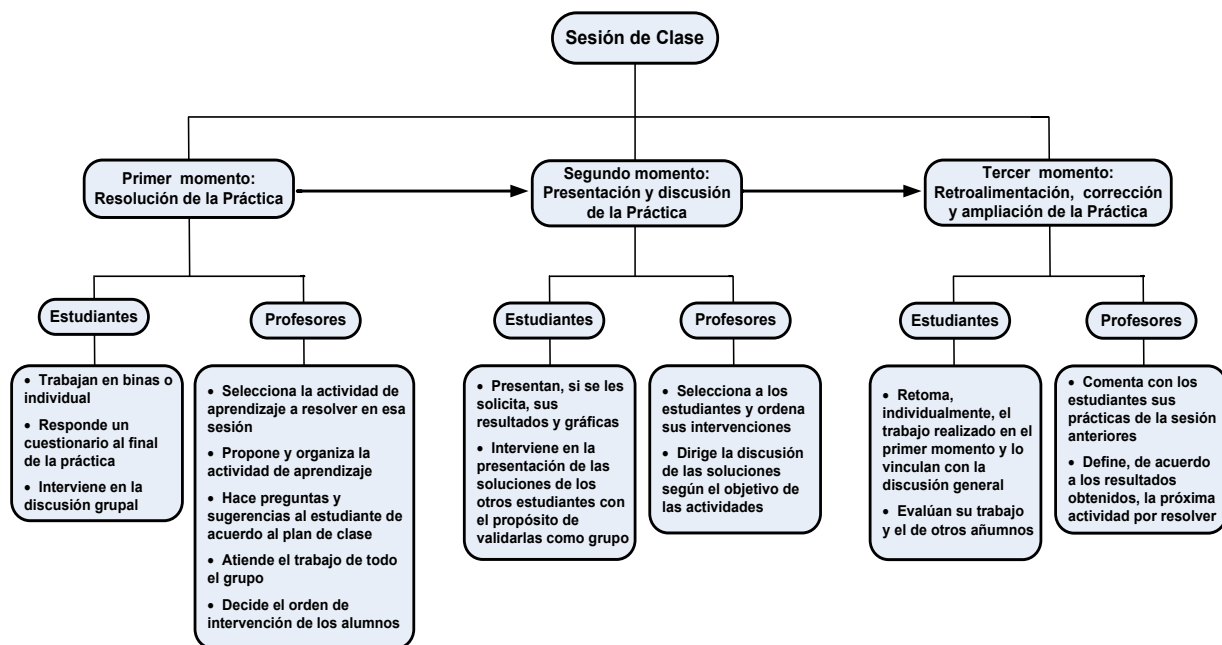 Sesión de Clase
Primer momento:
Resolución de la Práctica
Segundo momento:
Presentación y discusión
de la Práctica
Tercer momento:
Retroalimentación, corrección
y ampliación de la Práctica
Estudiantes
Profesores
Estudiantes
Profesores
Estudiantes
Profesores
• Trabajan en binas o
individual
• Responde un
cuestionario al final
de la práctica
• Interviene en la
discusión grupal
• Selecciona la actividad de
aprendizaje a resolver en esa
sesión
• Propone y organiza la
actividad de aprendizaje
• Hace preguntas y
sugerencias al estudiante de
acuerdo al plan de clase
• Atiende el trabajo de todo
el grupo
• Decide el orden de
intervención de los alumnos
• Presentan, si se les
solicita, sus
resultados y gráficas
• Interviene en la
presentación de las
soluciones de los
otros estudiantes con
el propósito de
validarlas como grupo
• Selecciona a los
estudiantes y ordena
sus intervenciones
• Dirige la discusión de
las soluciones
según el objetivo de
las actividades
• Retoma,
individualmente, el
trabajo realizado en el
primer momento y lo
vinculan con la
discusión general
• Evalúan su trabajo
y el de otros añumnos
• Comenta con los
estudiantes sus
prácticas de la sesión
anteriores
• Define, de acuerdo
a los resultados
obtenidos, la próxima
actividad por resolver